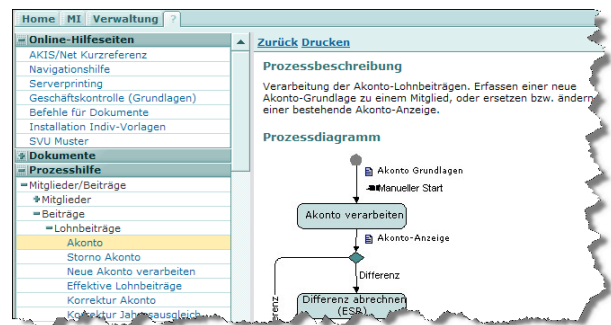 Home MI Verwaltung ?
Online-Hilfeseiten
AKIS/Net Kurzreferenz
Navigationshilfe
Serverprinting
Geschäftskontrolle (Grundlagen)
Befehle für Dokumente
Installation Indiv-Vorlagen
SVU Muster
Dokumente
Prozesshilfe
Mitglieder/Beiträge
Mitglieder
Beiträge
Lohnbeiträge
Akonto
Storno Akonto
Neue Akonto verarbeiten
Effektive Lohnbeiträge
Korrektur Akonto
Korrektur Jahresausgleich
Zurück Drucken
Prozessbeschreibung
Verarbeitung der Akonto-Lohnbeiträgen. Erfassen einer neue
Akonto-Grundlage zu einem Mitglied, oder ersetzen bzw. ändern
einer bestehende Akonto-Anzeige.
Prozessdiagramm
Akonto Grundlagen
Manueller Start
Akonto verarbeiten
Akonto-Anzeige
Differenz
Differenz abrechnen
(ESR)